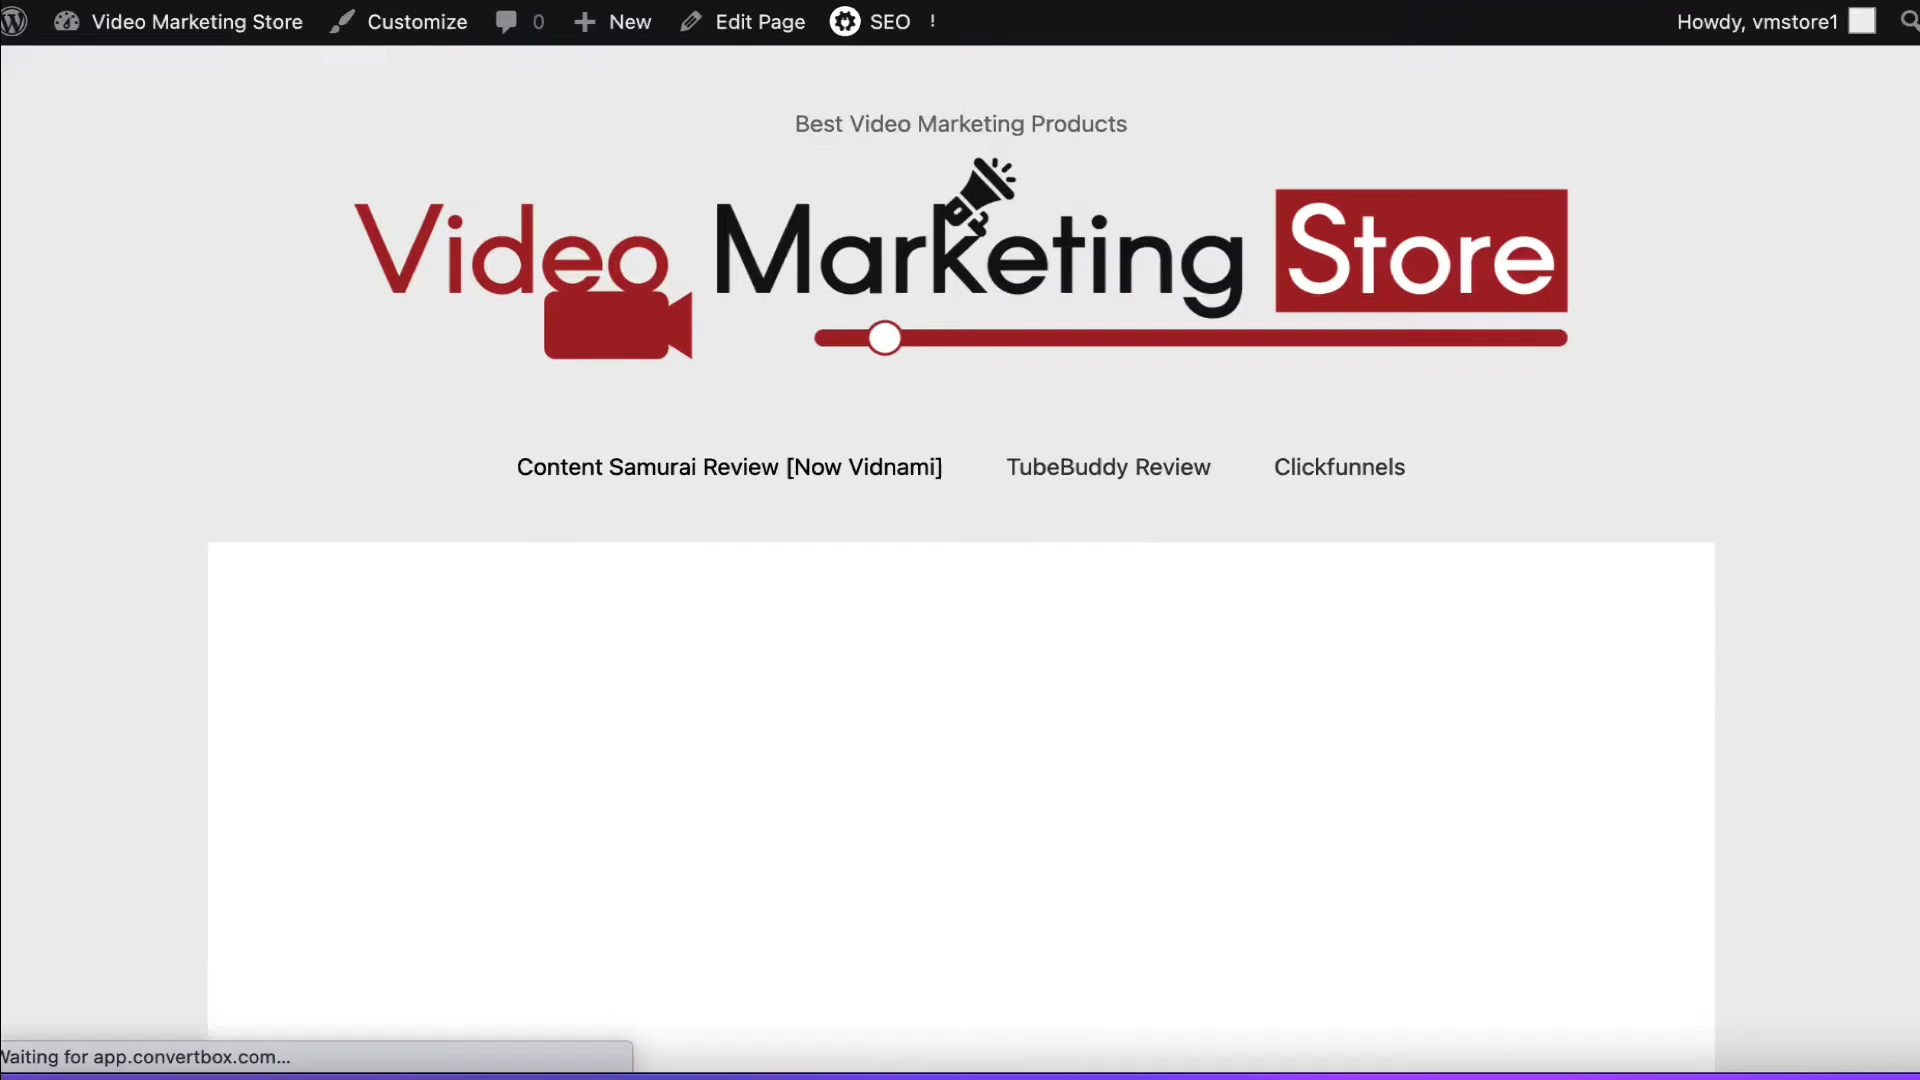 Video Marketing Store Customize 0 New Edit Page SEO ! Howdy, vmstore1
Best Video Marketing Products
Video Marketing Store
Content Samurai Review [Now Vidnami] TubeBuddy Review Clickfunnels
Waiting for app.convertbox.com...